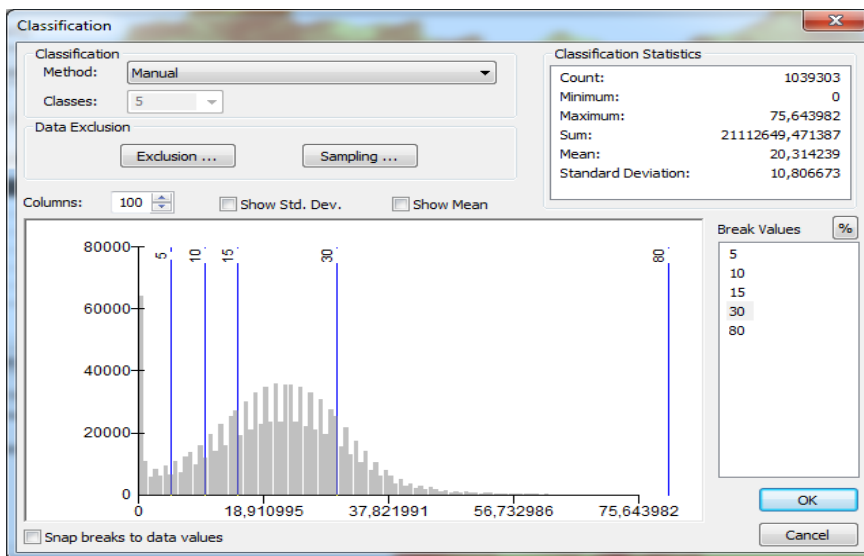 Classification
Classification
Method: Manual
Classes: 5
Data Exclusion
Exclusion ... Sampling ...
Classification Statistics
Count: 1039303
Minimum: 0
Maximum: 75,643982
Sum: 21112649,471387
Mean: 20,314239
Standard Deviation: 10,806673
Columns: 100 Show Std. Dev. Show Mean
Break Values %
5
10
15
30
80
5 10 15 30 80
80000
60000
40000
20000
0
0 18,910995 37,821991 56,732986 75,643982
Snap breaks to data values
OK
Cancel